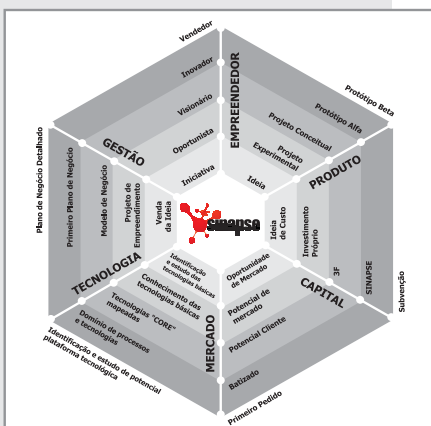 Vendedor
Inovador
Visionário
Oportunista
Iniciativa
EMPREENDEDOR
Protótipo Beta
Protótipo Alfa
Projeto Conceitual
Projeto
Experimental
Ideia
PRODUTO
GESTÃO
Plano de Negócio Detalhado
Primeiro Plano de Negócio
Modelo de Negócio
Projeto de
Empreendimento
Venda
da Ideia
sinapse
Ideia
de Custo
Investimento
Próprio
3F
SINAPSE
Subvenção
CAPITAL
TECNOLOGIA
Identificação
e estudo das
tecnologias básicas
Conhecimento das
tecnologias básicas
Tecnologias "CORE"
mapeadas
Domínio de processos
e tecnologias
Identificação e estudo de potencial
plataforma tecnológica
MERCADO
Oportunidade
de Mercado
Potencial de
mercado
Potencial Cliente
Batizado
Primeiro Pedido